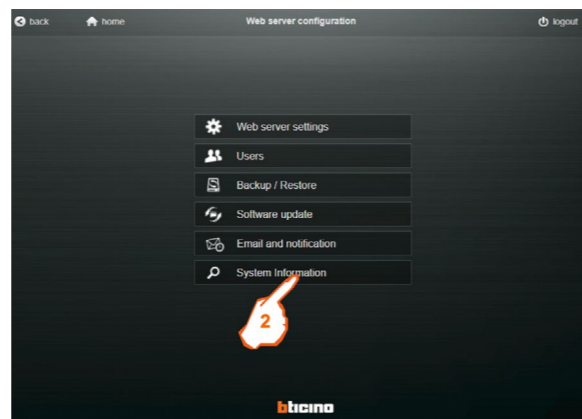 back
home
Web server configuration
logout
Web server settings
Users
Backup / Restore
Software update
Email and notification
System Information
2
bticino